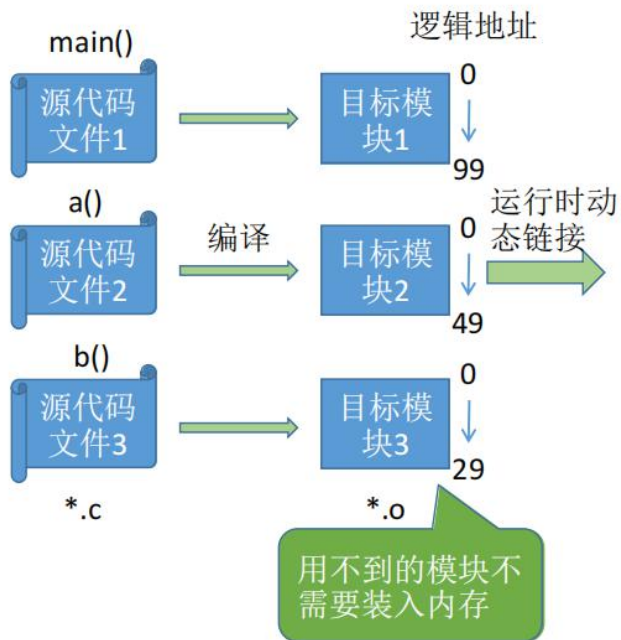 逻辑地址
main()
源代码
文件1
目标模
块1
0
99
a()
源代码
文件2
编译
目标模
块2
0
49
运行时动
态链接
b()
源代码
文件3
目标模
块3
0
29
*.c
*.o
用不到的模块不
需要装入内存